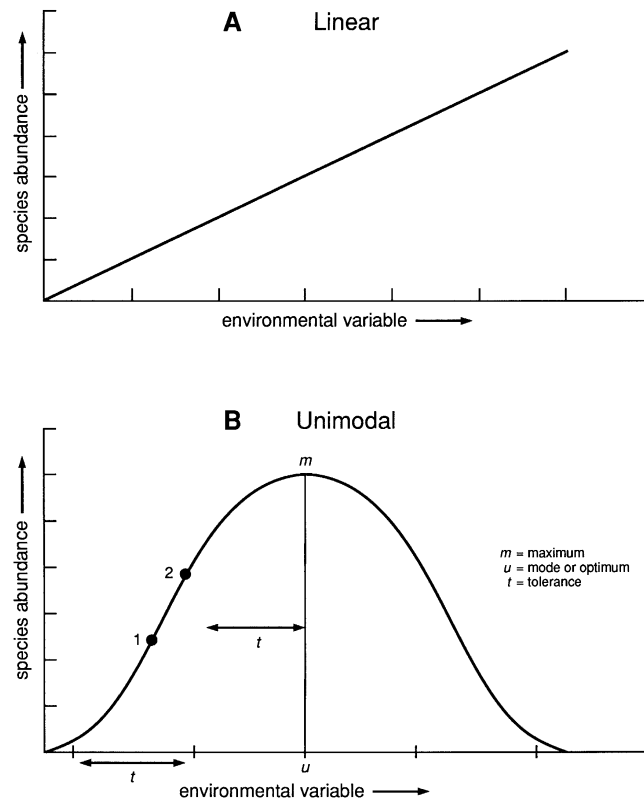 A Linear
species abundance
environmental variable
B Unimodal
m
species abundance
m = maximum
u = mode or optimum
t = tolerance
2
1
t
t
u
environmental variable